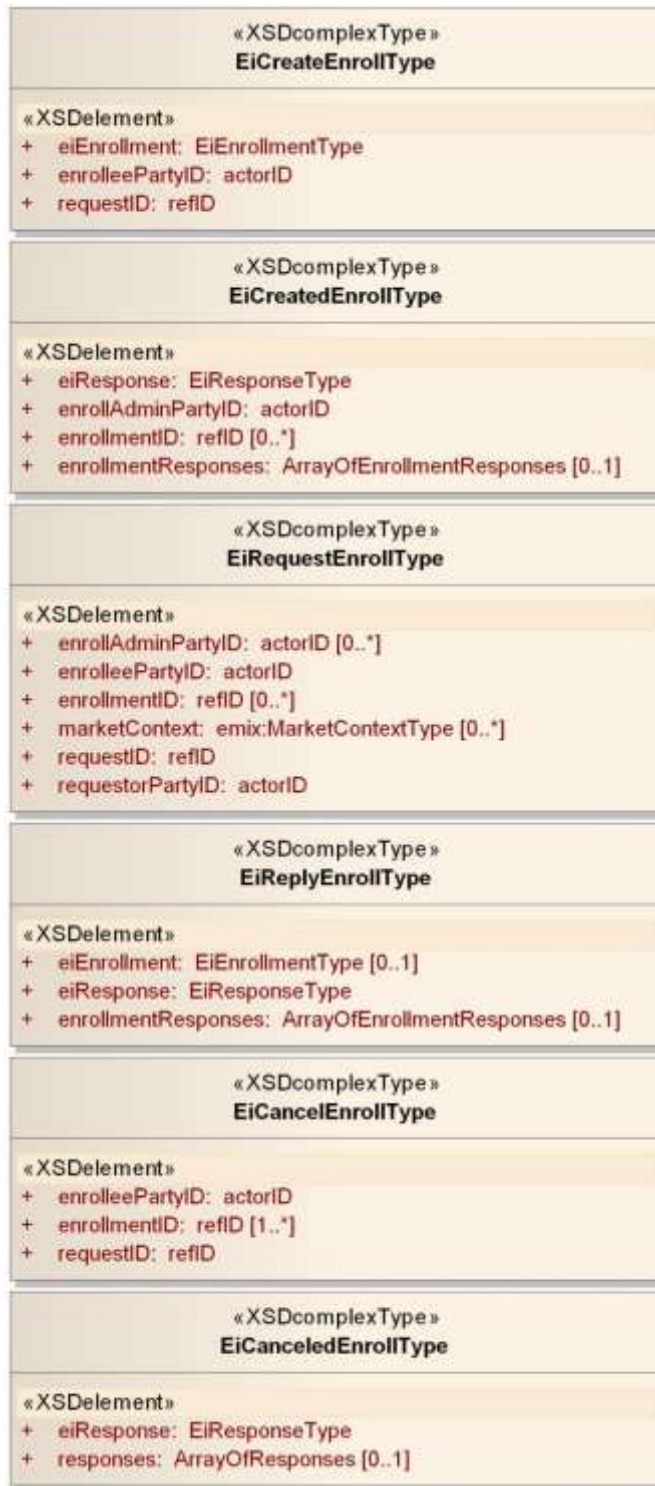 «XSDcomplexType»
EiCreateEnrollType
«XSDelement»
+ eiEnrollment: EiEnrollmentType
+ enrolleePartyID: actorID
+ requestID: refID
«XSDcomplexType»
EiCreatedEnrollType
«XSDelement»
+ eiResponse: EiResponseType
+ enrollAdminPartyID: actorID
+ enrollmentID: refID [0..*]
+ enrollmentResponses: ArrayOfEnrollmentResponses [0..1]
«XSDcomplexType»
EiRequestEnrollType
«XSDelement»
+ enrollAdminPartyID: actorID [0..*]
+ enrolleePartyID: actorID
+ enrollmentID: refID [0..*]
+ marketContext: emix:MarketContextType [0..*]
+ requestID: refID
+ requestorPartyID: actorID
«XSDcomplexType»
EiReplyEnrollType
«XSDelement»
+ eiEnrollment: EiEnrollmentType [0..1]
+ eiResponse: EiResponseType
+ enrollmentResponses: ArrayOfEnrollmentResponses [0..1]
«XSDcomplexType»
EiCancelEnrollType
«XSDelement»
+ enrolleePartyID: actorID
+ enrollmentID: refID [1..*]
+ requestID: refID
«XSDcomplexType»
EiCanceledEnrollType
«XSDelement»
+ eiResponse: EiResponseType
+ responses: ArrayOfResponses [0..1]